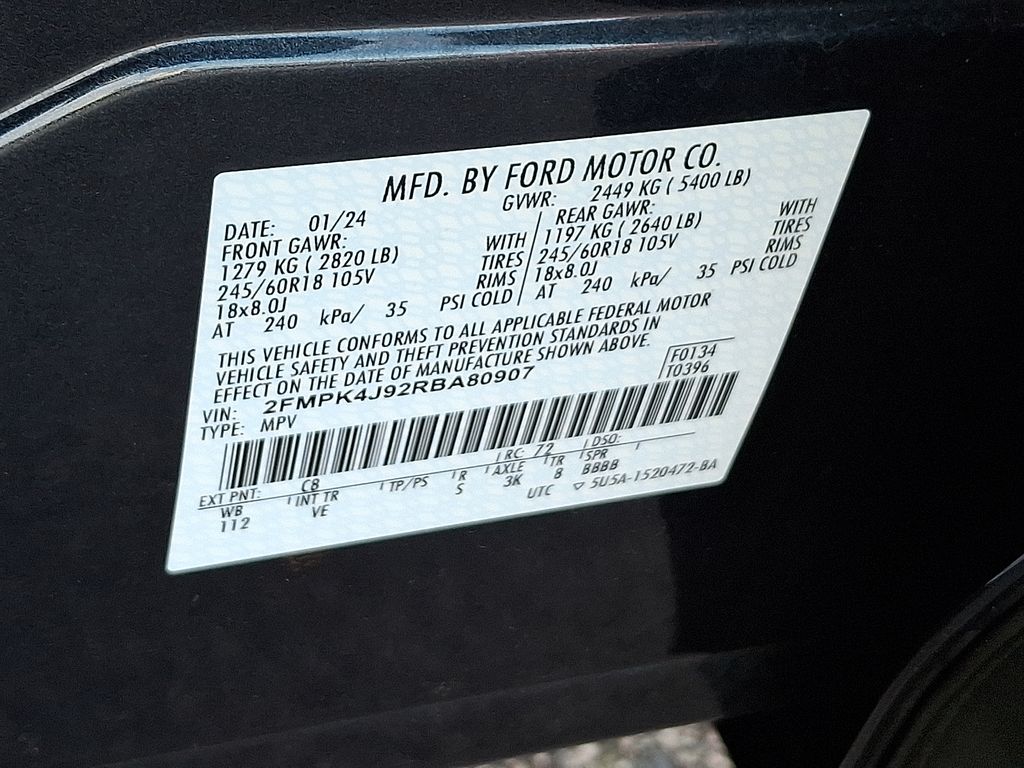 MFD. BY FORD MOTOR CO.
DATE: 01/24
GVWR: 2449 KG ( 5400 LB)
FRONT GAWR:
1279 KG ( 2820 LB) WITH
245/60R18 105V TIRES
18x8.0J RIMS
AT 240 kPa/ 35 PSI COLD
REAR GAWR:
1197 KG ( 2640 LB) WITH
245/60R18 105V TIRES
18x8.0J RIMS
AT 240 kPa/ 35 PSI COLD
THIS VEHICLE CONFORMS TO ALL APPLICABLE FEDERAL MOTOR
VEHICLE SAFETY AND THEFT PREVENTION STANDARDS IN
EFFECT ON THE DATE OF MANUFACTURE SHOWN ABOVE.
VIN: 2FMPK4J92RBA80907
TYPE: MPV
F0134
T0396
EXT PNT: C8 RC: 72 DSO:
WB INT TR TP/PS R AXLE TR SPR
112 VE S 3K 8 BBBB
UTC ▽ 5U5A-1520472-BA